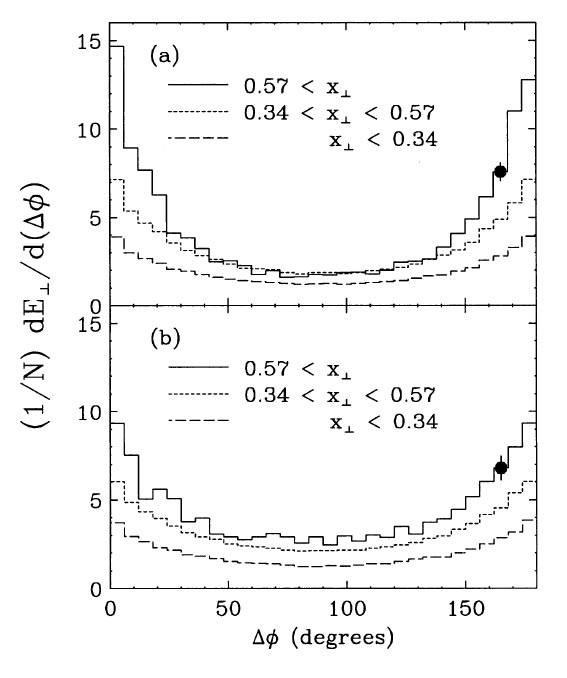 (1/N) dE⊥/d(Δφ)
15
(a)
0.57 < x⊥
0.34 < x⊥ < 0.57
x⊥ < 0.34
10
5
0
15
(b)
0.57 < x⊥
0.34 < x⊥ < 0.57
x⊥ < 0.34
10
5
0
0 50 100 150
Δφ (degrees)